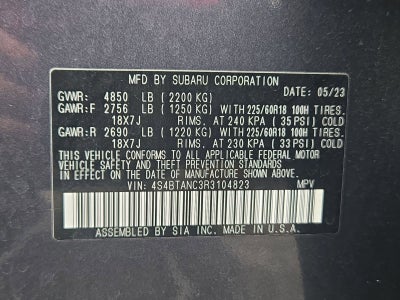 MFD BY SUBARU CORPORATION 05/23
GVWR: 4850 LB (2200 KG)
GAWR:F 2756 LB (1250 KG) WITH 225/60R18 100H TIRES,
18X7J RIMS, AT 240 KPA (35 PSI) COLD
GAWR:R 2690 LB (1220 KG) WITH 225/60R18 100H TIRES,
18X7J RIMS, AT 230 KPA (33 PSI) COLD
THIS VEHICLE CONFORMS TO ALL APPLICABLE FEDERAL MOTOR
VEHICLE SAFETY, BUMPER AND THEFT PREVENTION STANDARDS
IN EFFECT ON THE DATE OF MANUFACTURE SHOWN ABOVE.
VIN: 4S4BTANC3R3104823 MPV
ASSEMBLED BY SIA INC. IN U.S.A.